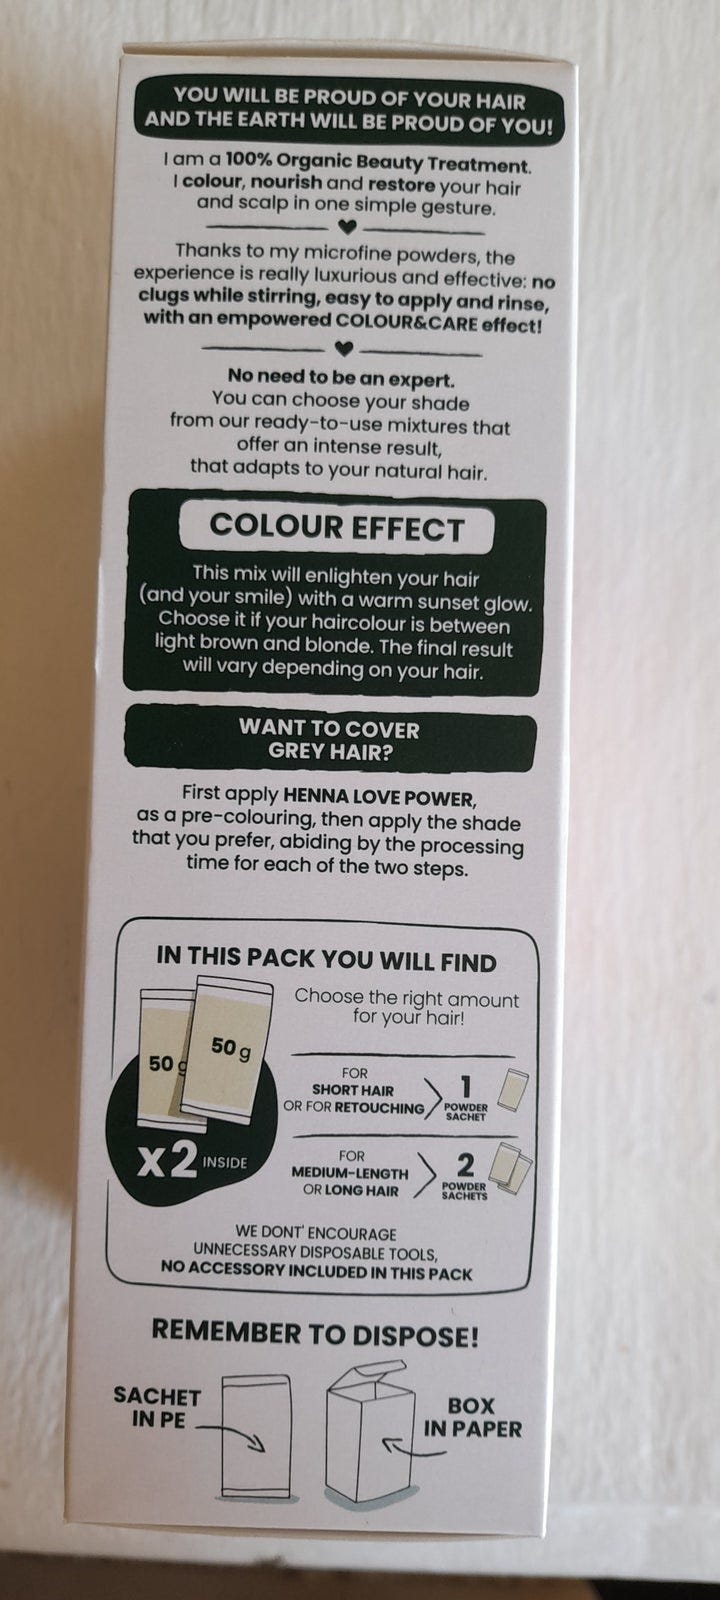 YOU WILL BE PROUD OF YOUR HAIR
AND THE EARTH WILL BE PROUD OF YOU!
I am a 100% Organic Beauty Treatment.
I colour, nourish and restore your hair
and scalp in one simple gesture.
Thanks to my microfine powders, the
experience is really luxurious and effective: no
clugs while stirring, easy to apply and rinse,
with an empowered COLOUR&CARE effect!
No need to be an expert.
You can choose your shade
from our ready-to-use mixtures that
offer an intense result,
that adapts to your natural hair.
COLOUR EFFECT
This mix will enlighten your hair
(and your smile) with a warm sunset glow.
Choose it if your haircolour is between
light brown and blonde. The final result
will vary depending on your hair.
WANT TO COVER
GREY HAIR?
First apply HENNA LOVE POWER,
as a pre-colouring, then apply the shade
that you prefer, abiding by the processing
time for each of the two steps.
IN THIS PACK YOU WILL FIND
50 g
50 g
x2 INSIDE
Choose the right amount
for your hair!
FOR
SHORT HAIR
OR FOR RETOUCHING
1
POWDER
SACHET
FOR
MEDIUM-LENGTH
OR LONG HAIR
2
POWDER
SACHETS
WE DONT' ENCOURAGE
UNNECESSARY DISPOSABLE TOOLS,
NO ACCESSORY INCLUDED IN THIS PACK
REMEMBER TO DISPOSE!
SACHET
IN PE
BOX
IN PAPER